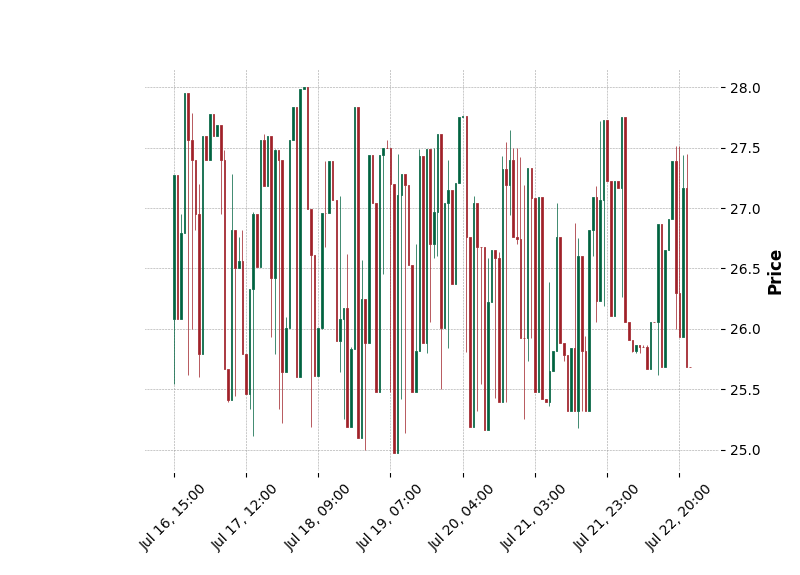 28.0
27.5
27.0
26.5
26.0
25.5
25.0
Price
Jul 16, 15:00
Jul 17, 12:00
Jul 18, 09:00
Jul 19, 07:00
Jul 20, 04:00
Jul 21, 03:00
Jul 21, 23:00
Jul 22, 20:00